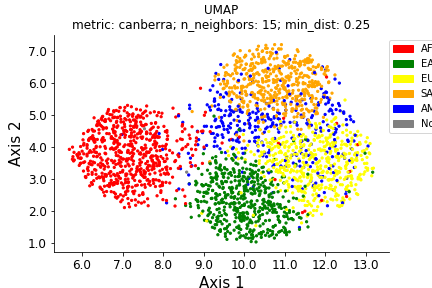 UMAP
metric: canberra; n_neighbors: 15; min_dist: 0.25
7.0
6.0
5.0
4.0
3.0
2.0
1.0
Axis 2
6.0 7.0 8.0 9.0 10.0 11.0 12.0 13.0
Axis 1
AF
EA
EU
SA
AM
No